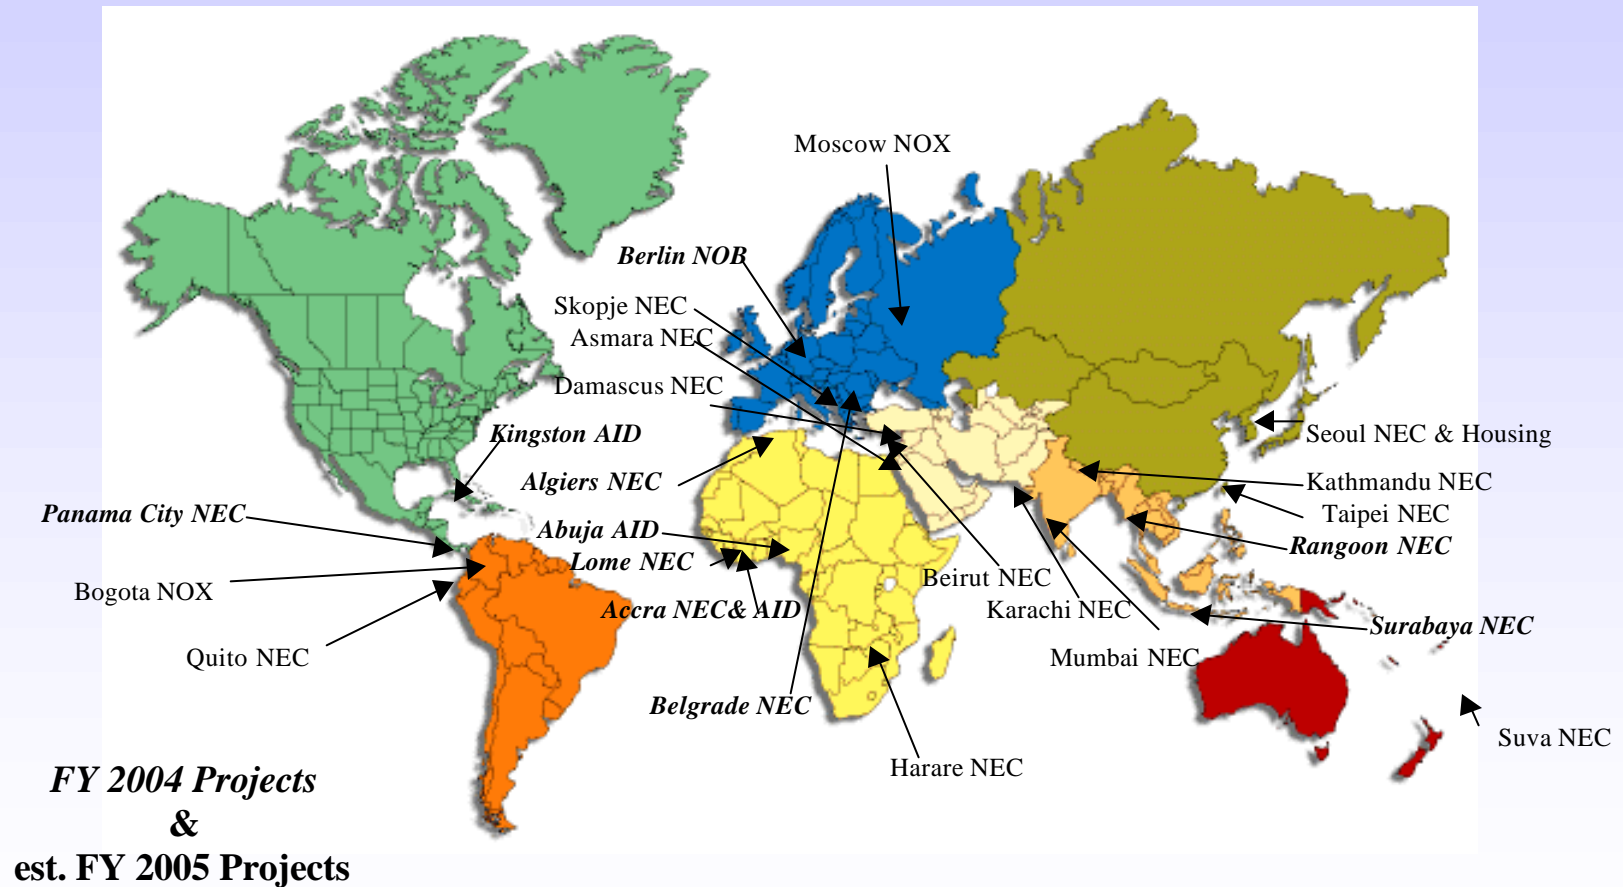 Moscow NOX
Berlin NOB
Skopje NEC
Asmara NEC
Damascus NEC
Kingston AID
Seoul NEC & Housing
Algiers NEC
Kathmandu NEC
Panama City NEC
Taipei NEC
Abuja AID
Rangoon NEC
Lome NEC
Beirut NEC
Bogota NOX
Accra NEC& AID
Karachi NEC
Surabaya NEC
Quito NEC
Mumbai NEC
Belgrade NEC
Suva NEC
Harare NEC
FY 2004 Projects
&
est. FY 2005 Projects